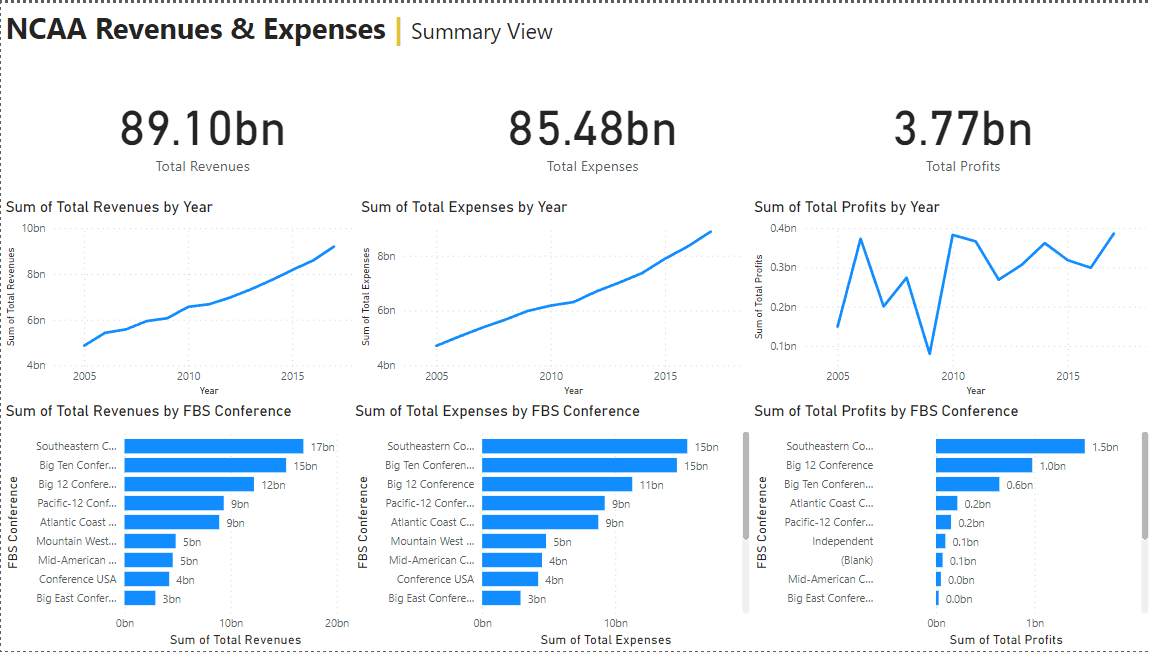 NCAA Revenues & Expenses | Summary View
89.10bn
Total Revenues
85.48bn
Total Expenses
3.77bn
Total Profits
Sum of Total Revenues by Year
Sum of Total Revenues
10bn
8bn
6bn
4bn
2005
2010
2015
Year
Sum of Total Expenses by Year
Sum of Total Expenses
8bn
6bn
4bn
2005
2010
2015
Year
Sum of Total Profits by Year
Sum of Total Profits
0.4bn
0.3bn
0.2bn
0.1bn
2005
2010
2015
Year
Sum of Total Revenues by FBS Conference
FBS Conference
Southeastern C... 17bn
Big Ten Confer... 15bn
Big 12 Confere... 12bn
Pacific-12 Conf... 9bn
Atlantic Coast ... 9bn
Mountain West... 5bn
Mid-American ... 5bn
Conference USA 4bn
Big East Confer... 3bn
0bn
10bn
20bn
Sum of Total Revenues
Sum of Total Expenses by FBS Conference
FBS Conference
Southeastern Co... 15bn
Big Ten Conferen... 15bn
Big 12 Conference 11bn
Pacific-12 Confer... 9bn
Atlantic Coast C... 9bn
Mountain West ... 5bn
Mid-American C... 4bn
Conference USA 4bn
Big East Confere... 3bn
0bn
10bn
Sum of Total Expenses
Sum of Total Profits by FBS Conference
FBS Conference
Southeastern Co... 1.5bn
Big 12 Conference 1.0bn
Big Ten Conferen... 0.6bn
Atlantic Coast C... 0.2bn
Pacific-12 Confer... 0.2bn
Independent 0.1bn
(Blank) 0.1bn
Mid-American C... 0.0bn
Big East Confere... 0.0bn
0bn
1bn
Sum of Total Profits